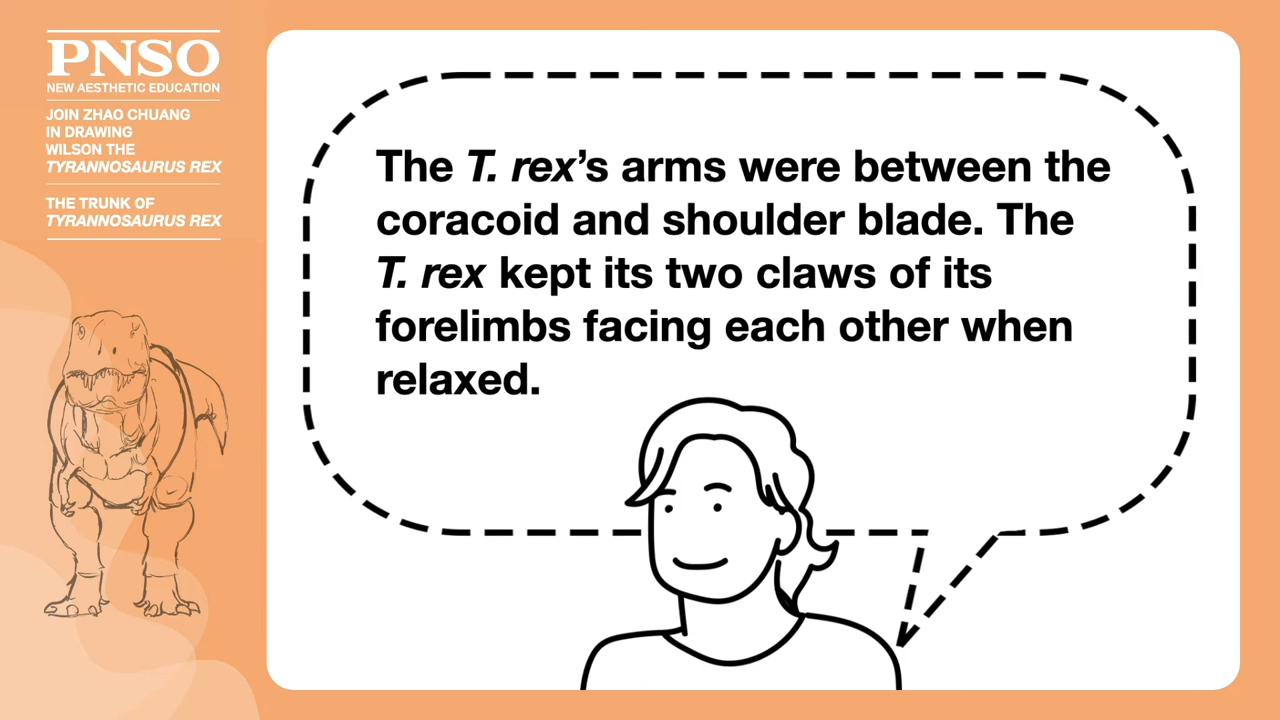 PNSO
NEW AESTHETIC EDUCATION
JOIN ZHAO CHUANG
IN DRAWING
WILSON THE
TYRANNOSAURUS REX
THE TRUNK OF
TYRANNOSAURUS REX
The T. rex’s arms were between the
coracoid and shoulder blade. The
T. rex kept its two claws of its
forelimbs facing each other when
relaxed.